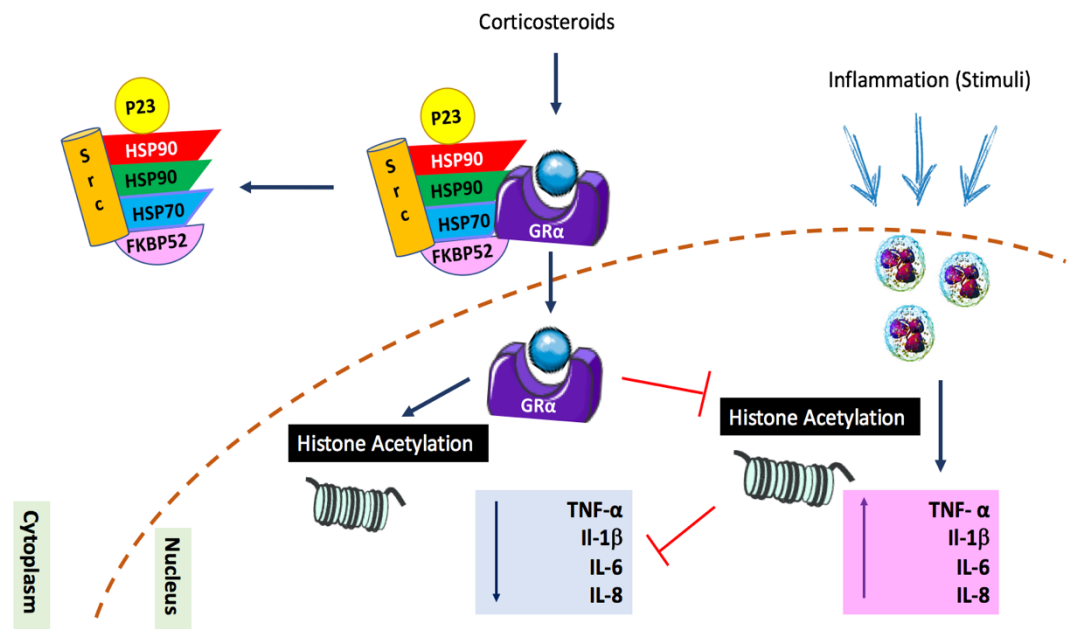 Corticosteroids
Inflammation (Stimuli)
P23
HSP90
HSP90
HSP70
FKBP52
Src
P23
HSP90
HSP90
HSP70
FKBP52
Src
GRα
GRα
Histone Acetylation
Histone Acetylation
TNF-α
Il-1β
IL-6
IL-8
TNF- α
Il-1β
IL-6
IL-8
Cytoplasm
Nucleus